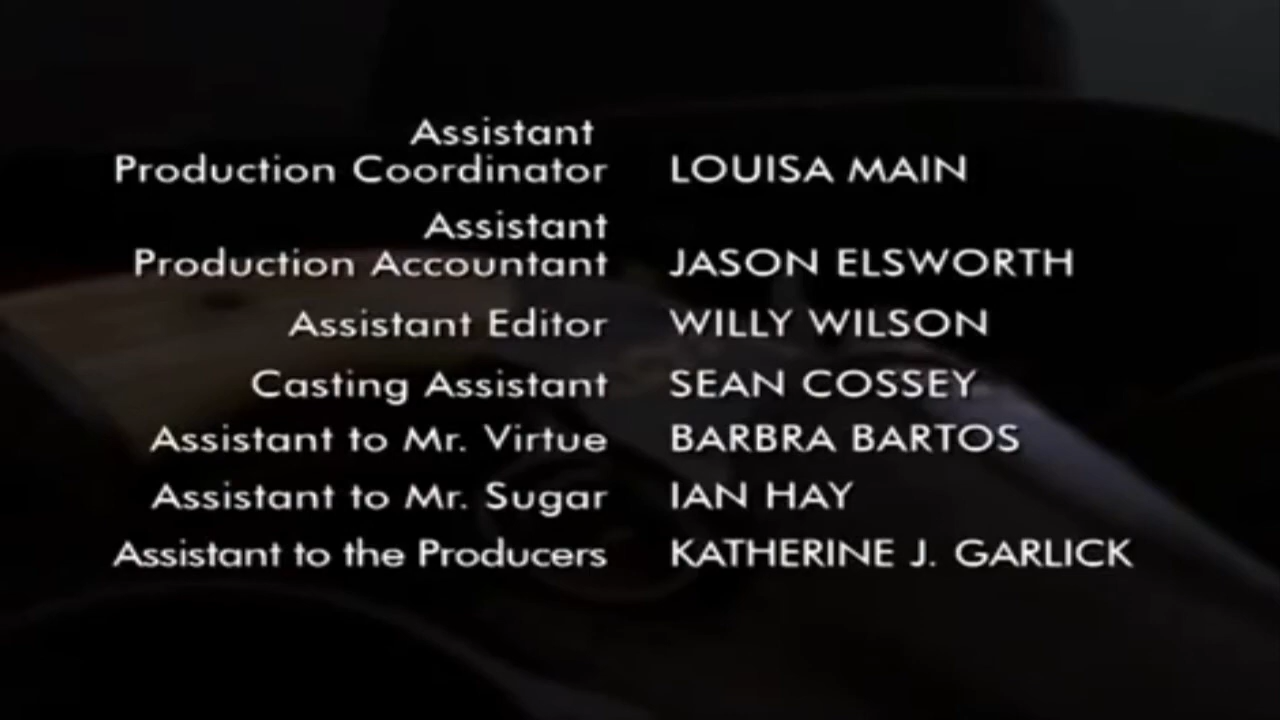 Assistant
Production Coordinator LOUISA MAIN
Assistant
Production Accountant JASON ELSWORTH
Assistant Editor WILLY WILSON
Casting Assistant SEAN COSSEY
Assistant to Mr. Virtue BARBRA BARTOS
Assistant to Mr. Sugar IAN HAY
Assistant to the Producers KATHERINE J. GARLICK